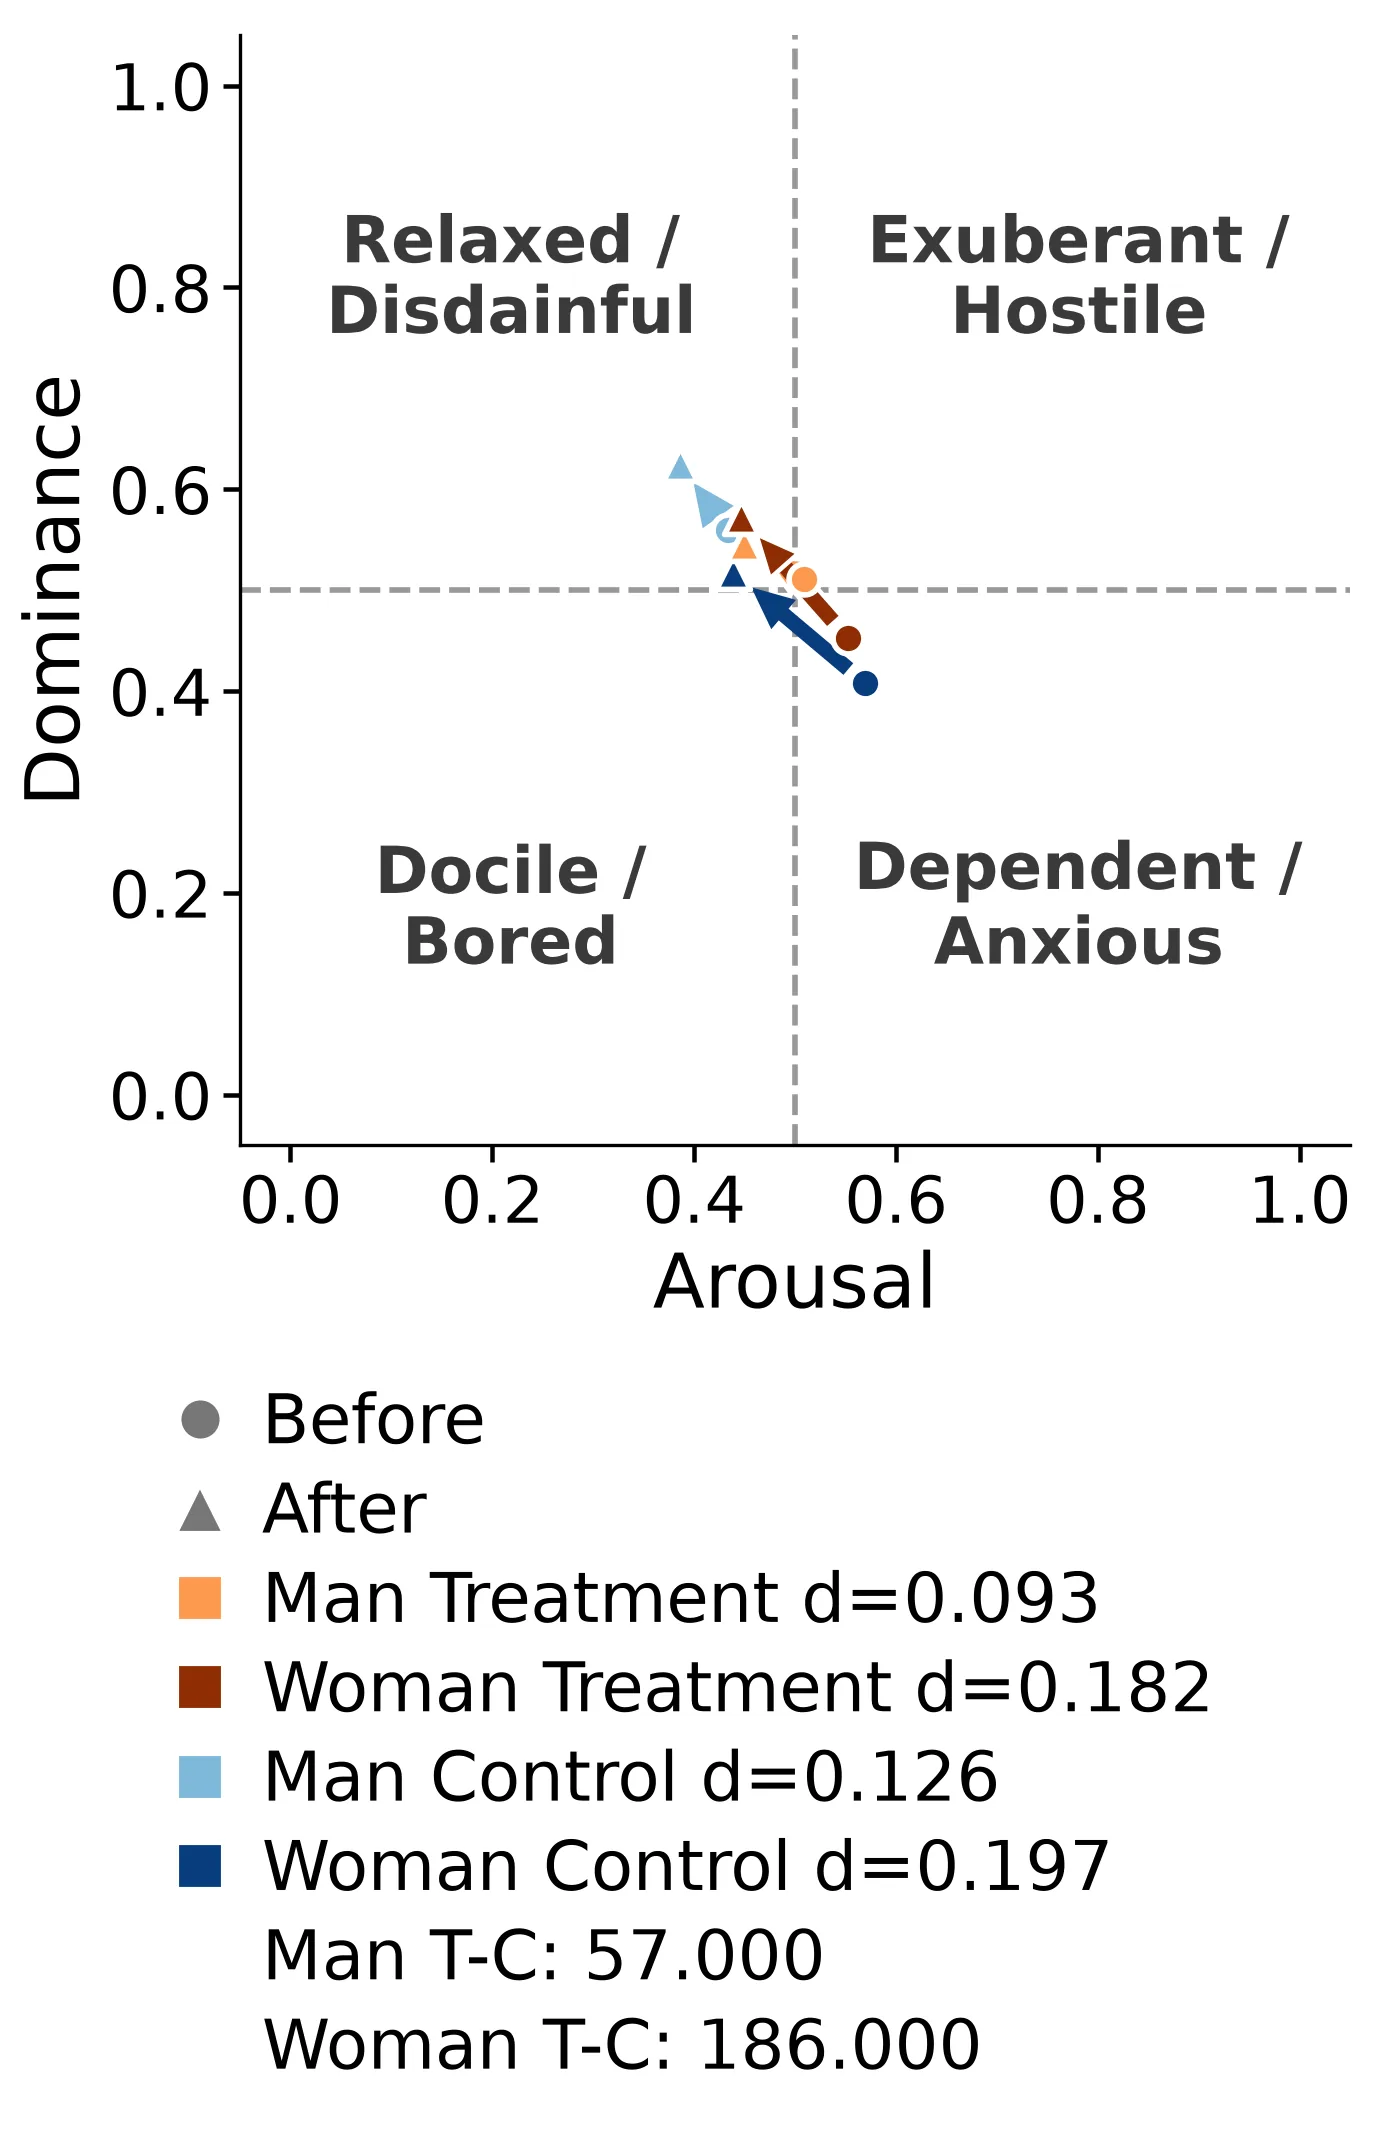 1.0
0.8
0.6
0.4
0.2
0.0
Dominance
Relaxed /
Disdainful
Exuberant /
Hostile
Docile /
Bored
Dependent /
Anxious
0.0 0.2 0.4 0.6 0.8 1.0
Arousal
Before
After
Man Treatment d=0.093
Woman Treatment d=0.182
Man Control d=0.126
Woman Control d=0.197
Man T-C: 57.000
Woman T-C: 186.000